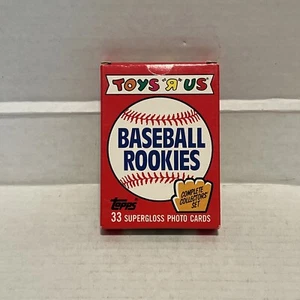 TOYS "R" US
BASEBALL
ROOKIES
COMPLETE
COLLECTORS'
SET
Topps
33 SUPERGLOSS PHOTO CARDS